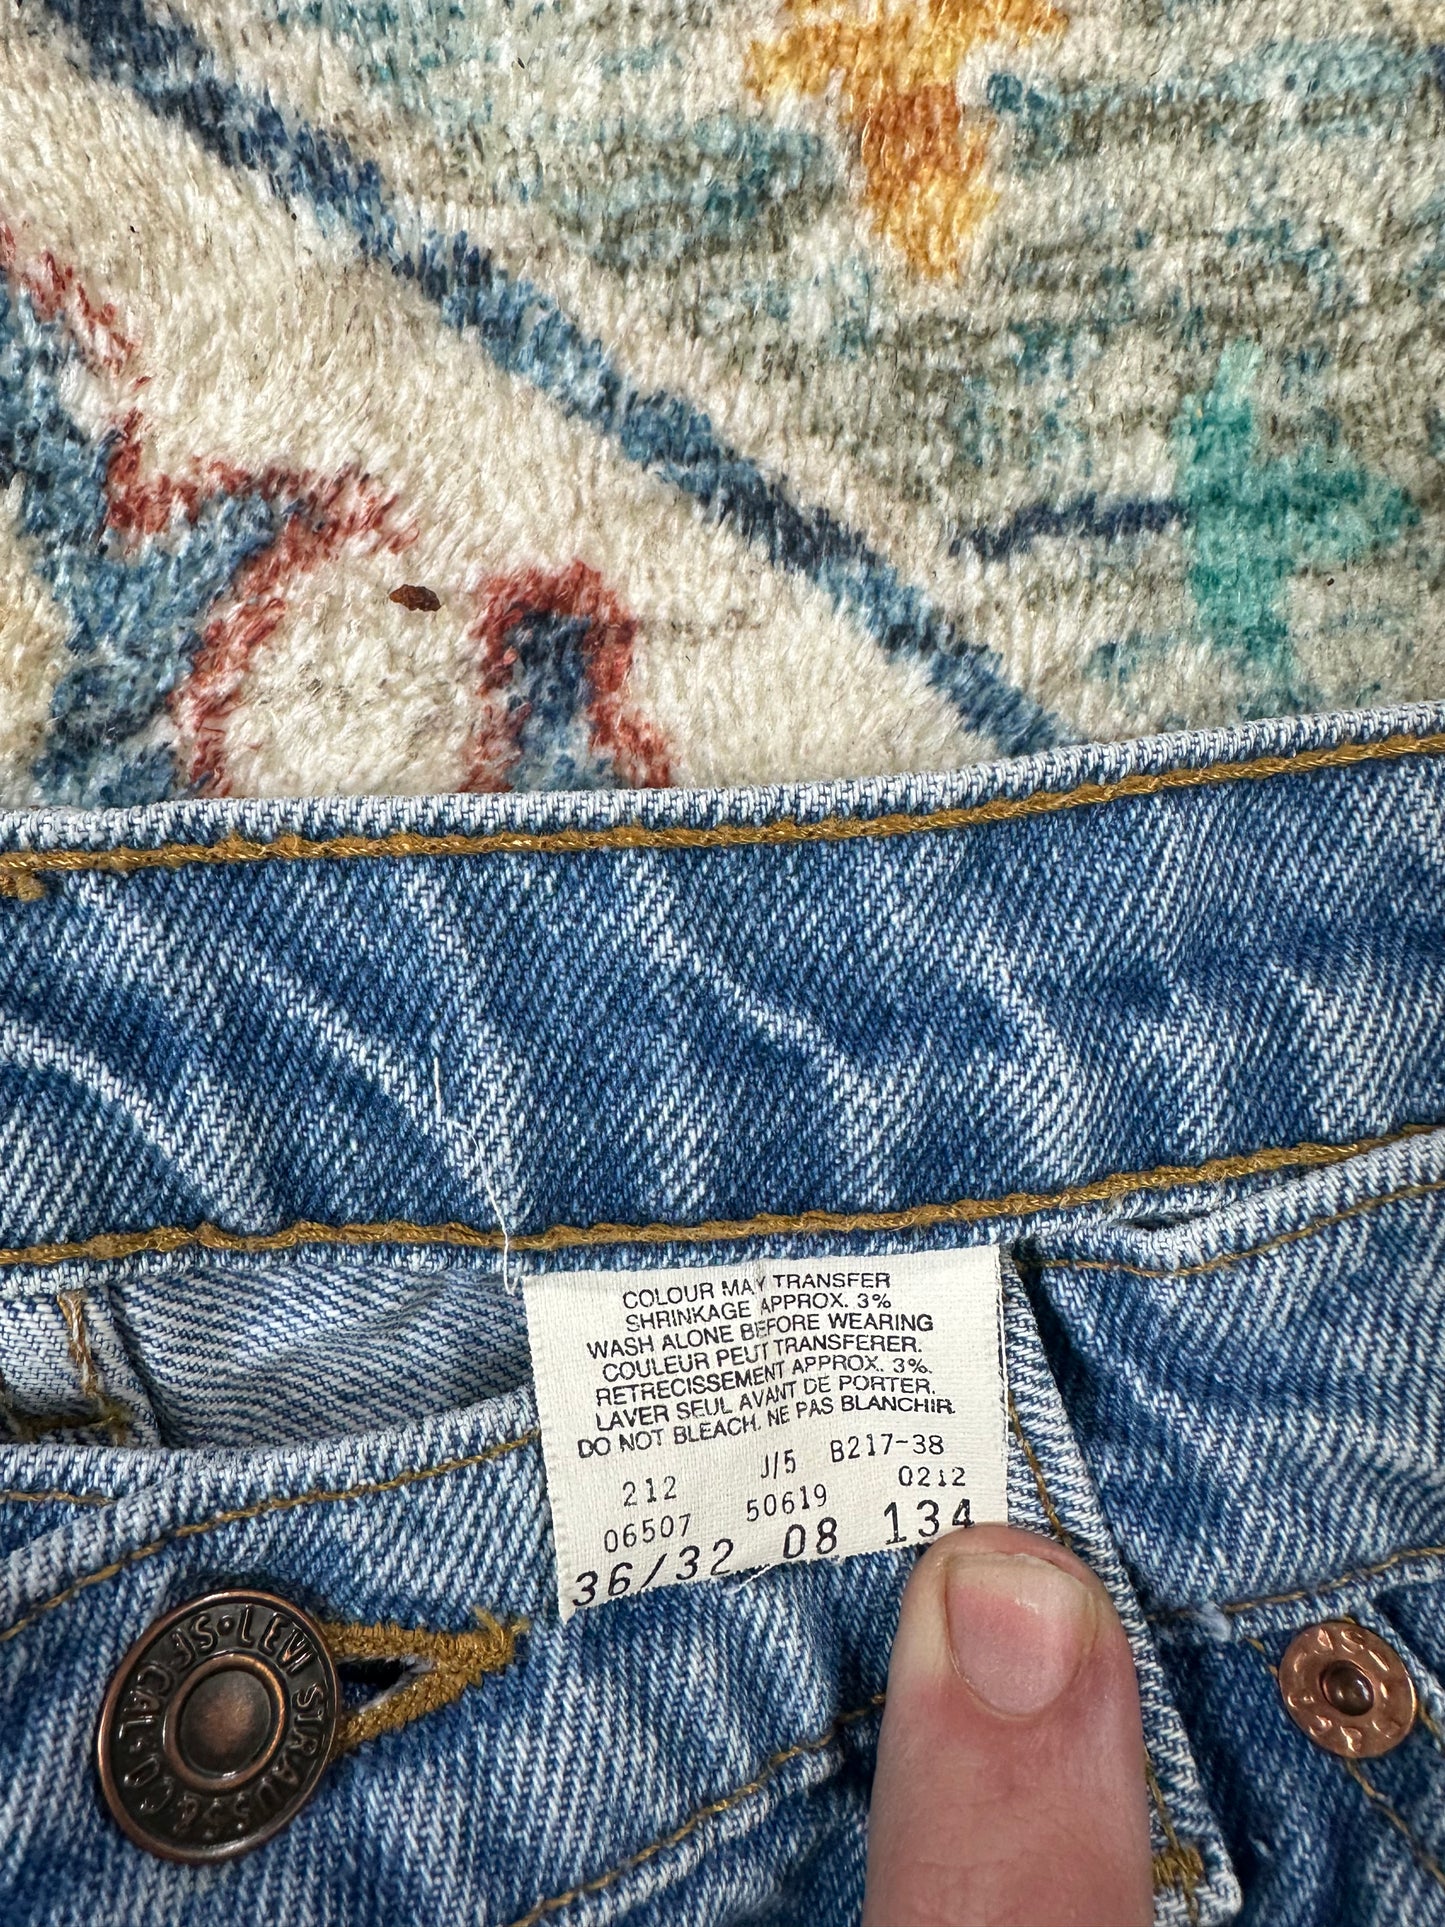 COLOUR MAY TRANSFER
SHRINKAGE APPROX. 3%
WASH ALONE BEFORE WEARING
COULEUR PEUT TRANSFERER.
RETRECISSEMENT APPROX. 3%.
LAVER SEUL AVANT DE PORTER.
DO NOT BLEACH. NE PAS BLANCHIR.
212 J/5 B217-38
06507 50619 0212
36/32 08 134
LEVI STRAUSS & CO. S.F. CAL.